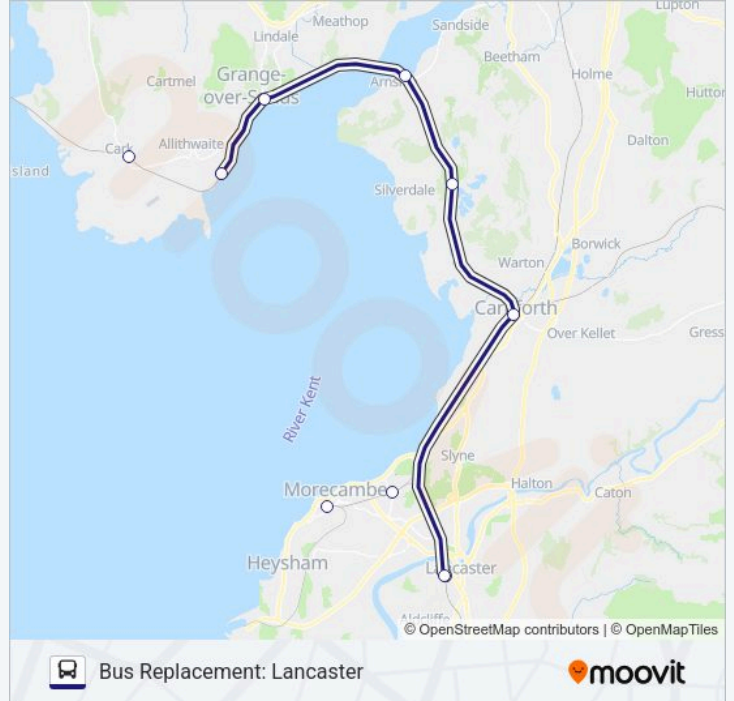 Meathop
Sandside
Lupton
Lindale
Beetham
Cartmel
Grange-
over-Sands
Arnside
Holme
Hutton
Cark
Allithwaite
Dalton
sland
Silverdale
Borwick
Warton
Carnforth
Over Kellet
Gress
River Kent
Slyne
Morecambe
Halton
Caton
Heysham
Lancaster
Aldcliffe
© OpenStreetMap contributors | © OpenMapTiles
Bus Replacement: Lancaster
moovit